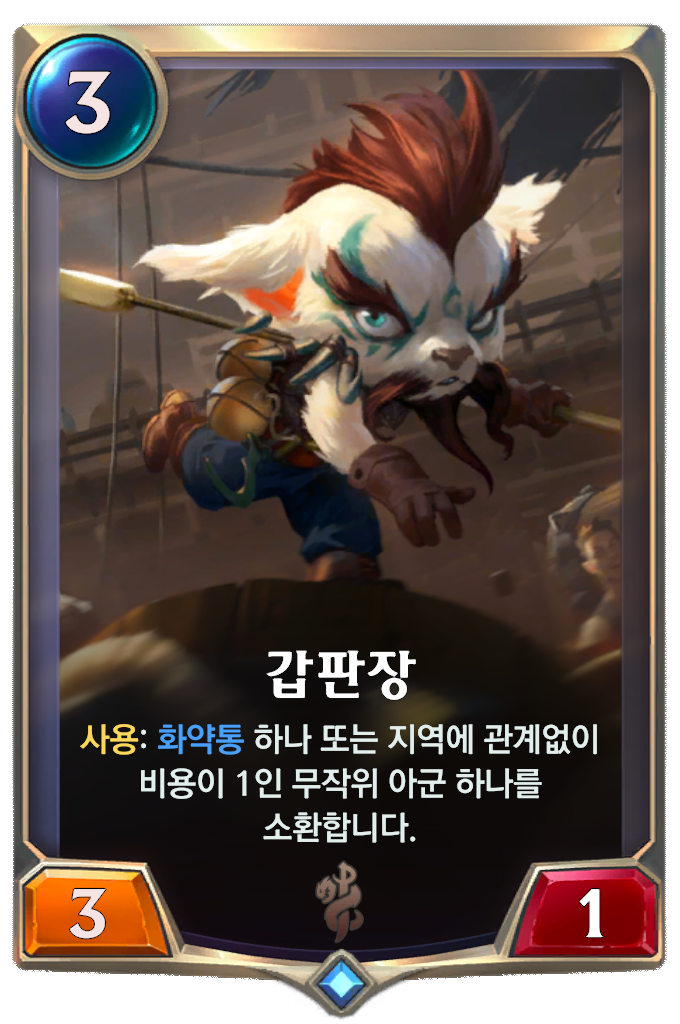 3
갑판장
사용: 화약통 하나 또는 지역에 관계없이
비용이 1인 무작위 아군 하나를
소환합니다.
3
1